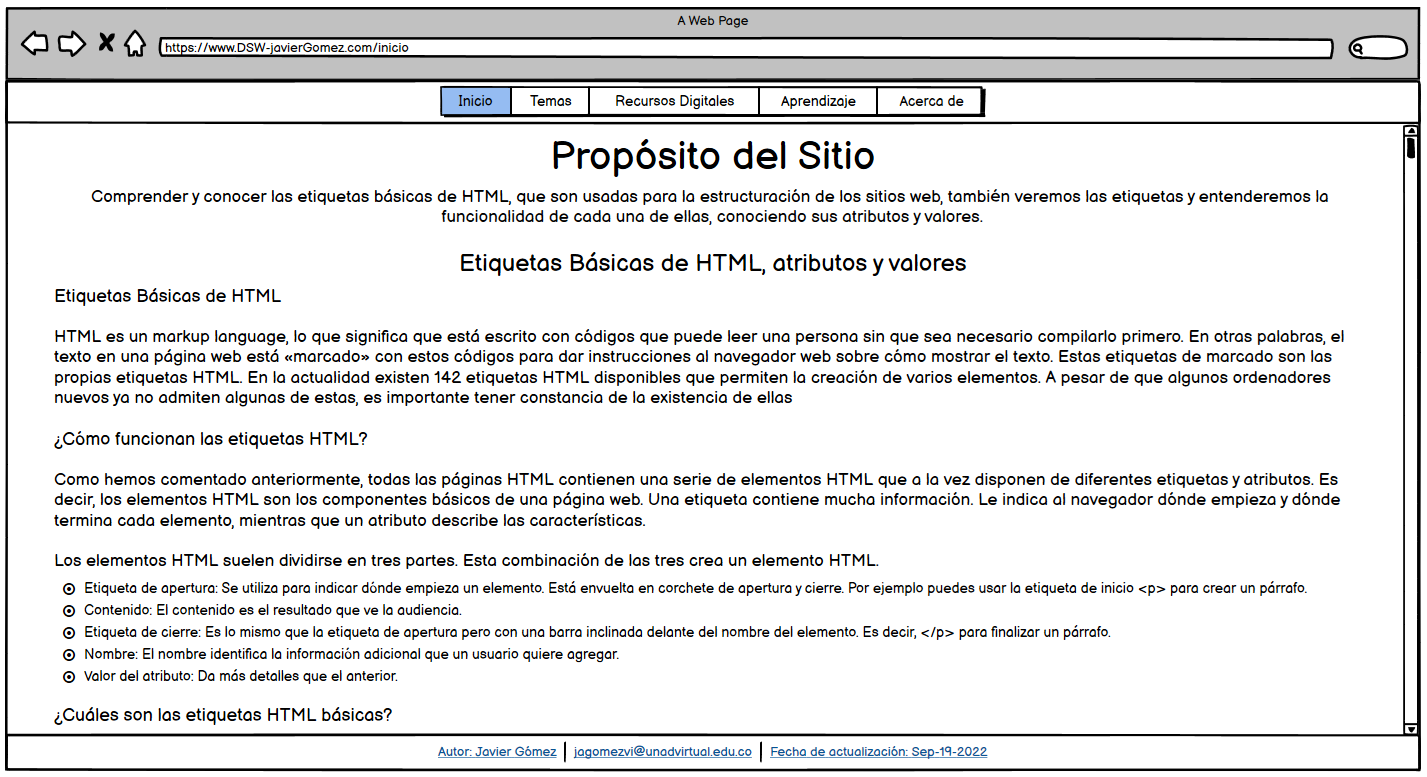 A Web Page
https://www.DSW-javierGomez.com/inicio
Inicio
Temas
Recursos Digitales
Aprendizaje
Acerca de
Propósito del Sitio
Comprender y conocer las etiquetas básicas de HTML, que son usadas para la estructuración de los sitios web, también veremos las etiquetas y entenderemos la
funcionalidad de cada una de ellas, conociendo sus atributos y valores.
Etiquetas Básicas de HTML, atributos y valores
Etiquetas Básicas de HTML
HTML es un markup language, lo que significa que está escrito con códigos que puede leer una persona sin que sea necesario compilarlo primero. En otras palabras, el
texto en una página web está «marcado» con estos códigos para dar instrucciones al navegador web sobre cómo mostrar el texto. Estas etiquetas de marcado son las
propias etiquetas HTML. En la actualidad existen 142 etiquetas HTML disponibles que permiten la creación de varios elementos. A pesar de que algunos ordenadores
nuevos ya no admiten algunas de estas, es importante tener constancia de la existencia de ellas
¿Cómo funcionan las etiquetas HTML?
Como hemos comentado anteriormente, todas las páginas HTML contienen una serie de elementos HTML que a la vez disponen de diferentes etiquetas y atributos. Es
decir, los elementos HTML son los componentes básicos de una página web. Una etiqueta contiene mucha información. Le indica al navegador dónde empieza y dónde
termina cada elemento, mientras que un atributo describe las características.
Los elementos HTML suelen dividirse en tres partes. Esta combinación de las tres crea un elemento HTML.
Etiqueta de apertura: Se utiliza para indicar dónde empieza un elemento. Está envuelta en corchete de apertura y cierre. Por ejemplo puedes usar la etiqueta de inicio <p> para crear un párrafo.
Contenido: El contenido es el resultado que ve la audiencia.
Etiqueta de cierre: Es lo mismo que la etiqueta de apertura pero con una barra inclinada delante del nombre del elemento. Es decir, </p> para finalizar un párrafo.
Nombre: El nombre identifica la información adicional que un usuario quiere agregar.
Valor del atributo: Da más detalles que el anterior.
¿Cuáles son las etiquetas HTML básicas?
Autor: Javier Gómez
jagomezvi@unadvirtual.edu.co
Fecha de actualización: Sep-19-2022